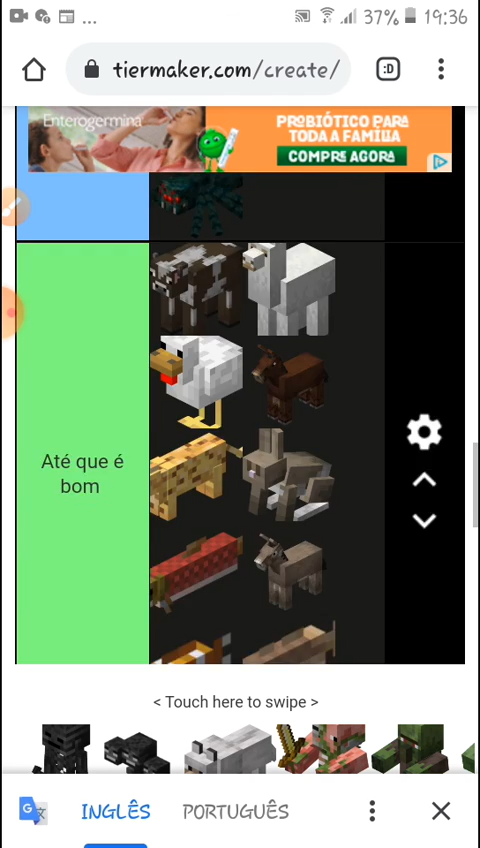 ...
37%
19:36
tiermaker.com/create/
:D
Enterogermina
PROBIÓTICO PARA
TODA A FAMÍLIA
COMPRE AGORA
Até que é
bom
< Touch here to swipe >
G
INGLÊS
PORTUGUÊS